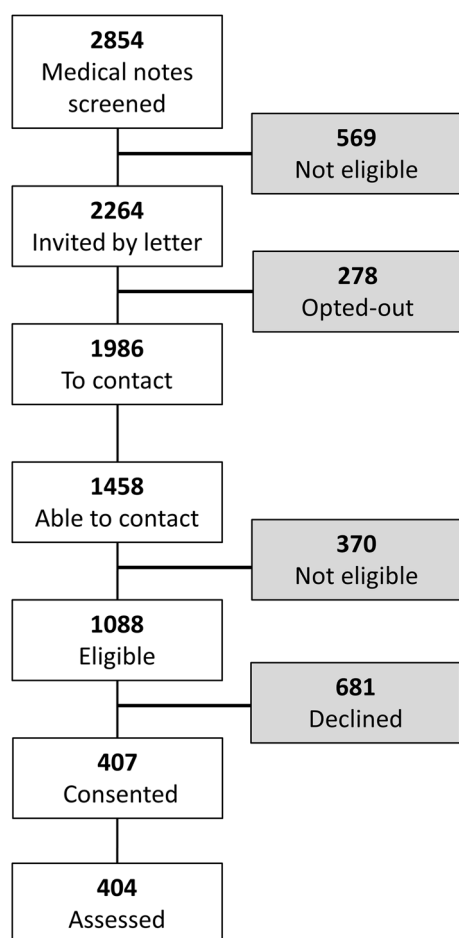 2854
Medical notes
screened
569
Not eligible
2264
Invited by letter
278
Opted-out
1986
To contact
1458
Able to contact
370
Not eligible
1088
Eligible
681
Declined
407
Consented
404
Assessed